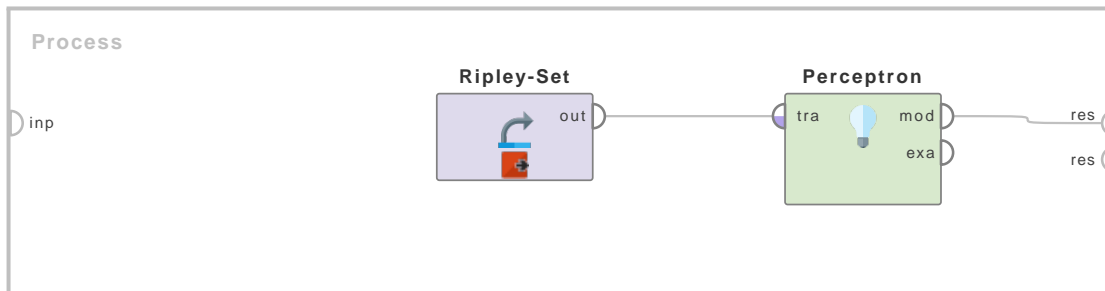 Process
inp
Ripley-Set
out
Perceptron
tra
mod
exa
res
res